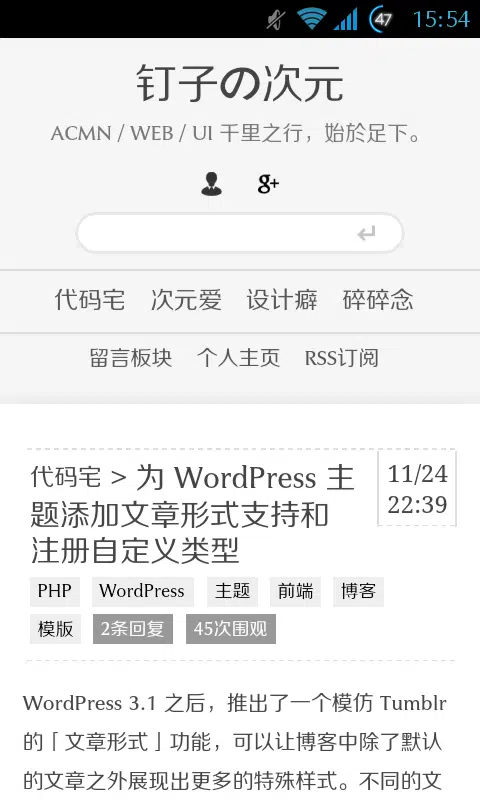 47 15:54
钉子の次元
ACMN / WEB / UI 千里之行，始於足下。
g+
代码宅 次元爱 设计癖 碎碎念
留言板块 个人主页 RSS订阅
代码宅 > 为 WordPress 主
题添加文章形式支持和
注册自定义类型
11/24
22:39
PHP WordPress 主题 前端 博客
模版 2条回复 45次围观
WordPress 3.1 之后，推出了一个模仿 Tumblr
的「文章形式」功能，可以让博客中除了默认
的文章之外展现出更多的特殊样式。不同的文